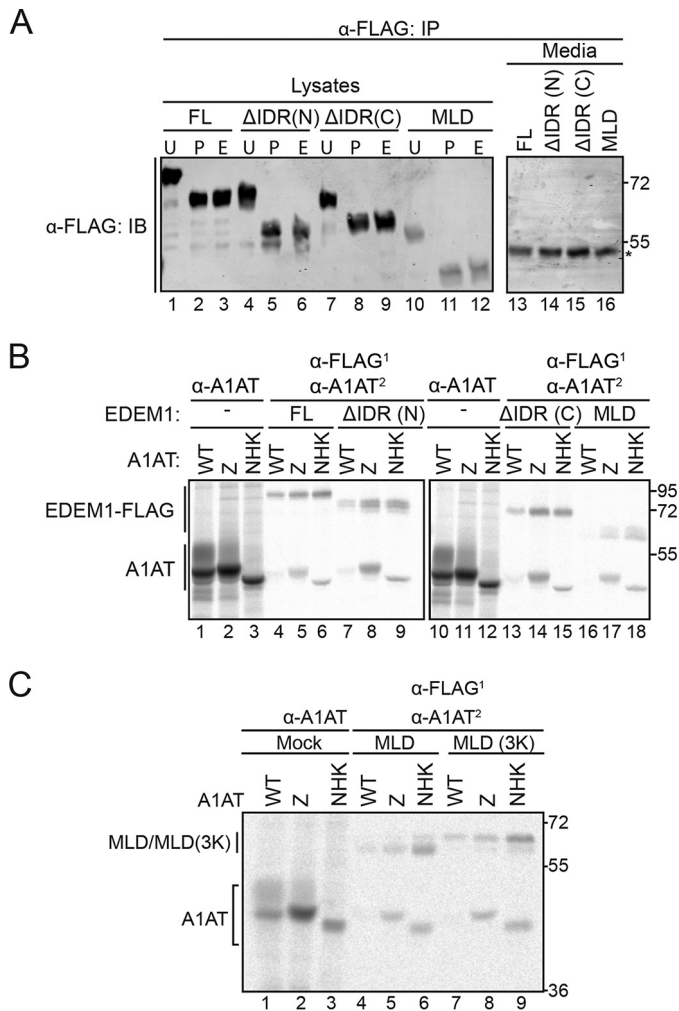 A
α-FLAG: IP
Media
Lysates
FL ΔIDR(N) ΔIDR(C) MLD
FL ΔIDR (N) ΔIDR (C) MLD
U P E U P E U P E U P E
α-FLAG: IB
72
55
*
1 2 3 4 5 6 7 8 9 10 11 12 13 14 15 16
B
α-FLAG¹ α-FLAG¹
α-A1AT α-A1AT² α-A1AT α-A1AT²
EDEM1: - FL ΔIDR (N) - ΔIDR (C) MLD
A1AT: WT Z NHK WT Z NHK WT Z NHK WT Z NHK WT Z NHK WT Z NHK
EDEM1-FLAG
A1AT
95
72
55
1 2 3 4 5 6 7 8 9 10 11 12 13 14 15 16 17 18
C
α-FLAG¹
α-A1AT α-A1AT²
Mock MLD MLD (3K)
A1AT WT Z NHK WT Z NHK WT Z NHK
MLD/MLD(3K)
A1AT
72
55
36
1 2 3 4 5 6 7 8 9